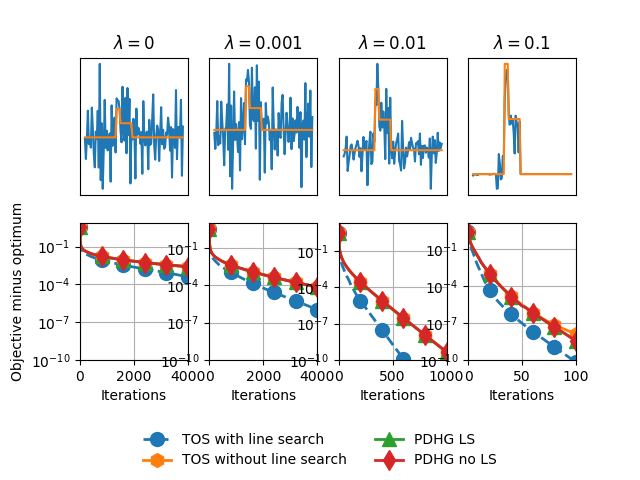 λ = 0
λ = 0.001
λ = 0.01
λ = 0.1
Objective minus optimum
10⁻¹
10⁻⁴
10⁻⁷
10⁻¹⁰
0
2000
4000
Iterations
10⁻¹
10⁻⁴
10⁻⁷
10⁻¹⁰
0
2000
4000
Iterations
10⁻¹
10⁻⁴
10⁻⁷
10⁻¹⁰
0
500
1000
Iterations
10⁻¹
10⁻⁴
10⁻⁷
10⁻¹⁰
0
50
100
Iterations
TOS with line search
TOS without line search
PDHG LS
PDHG no LS